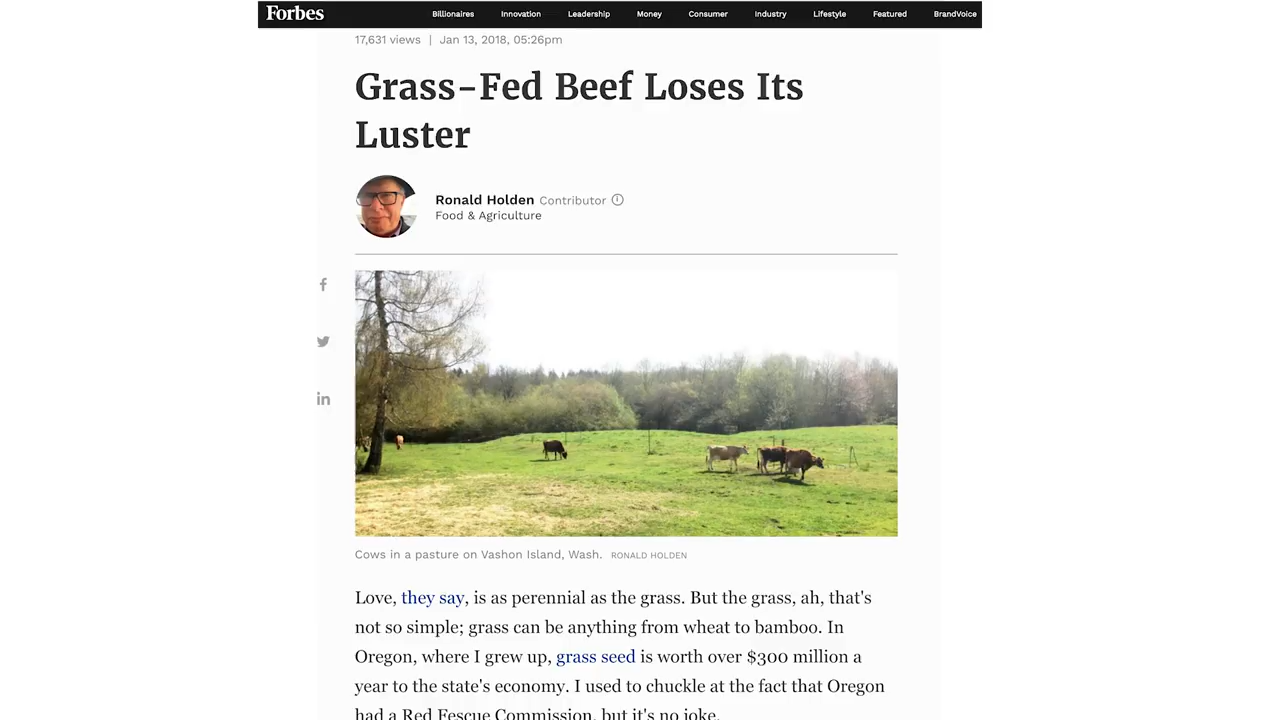 Forbes Billionaires Innovation Leadership Money Consumer Industry Lifestyle Featured BrandVoice
17,631 views | Jan 13, 2018, 05:26pm
Grass-Fed Beef Loses Its
Luster
Ronald Holden Contributor
Food & Agriculture
Cows in a pasture on Vashon Island, Wash. RONALD HOLDEN
Love, they say, is as perennial as the grass. But the grass, ah, that's
not so simple; grass can be anything from wheat to bamboo. In
Oregon, where I grew up, grass seed is worth over $300 million a
year to the state's economy. I used to chuckle at the fact that Oregon
had a Red Fescue Commission, but it's no joke.